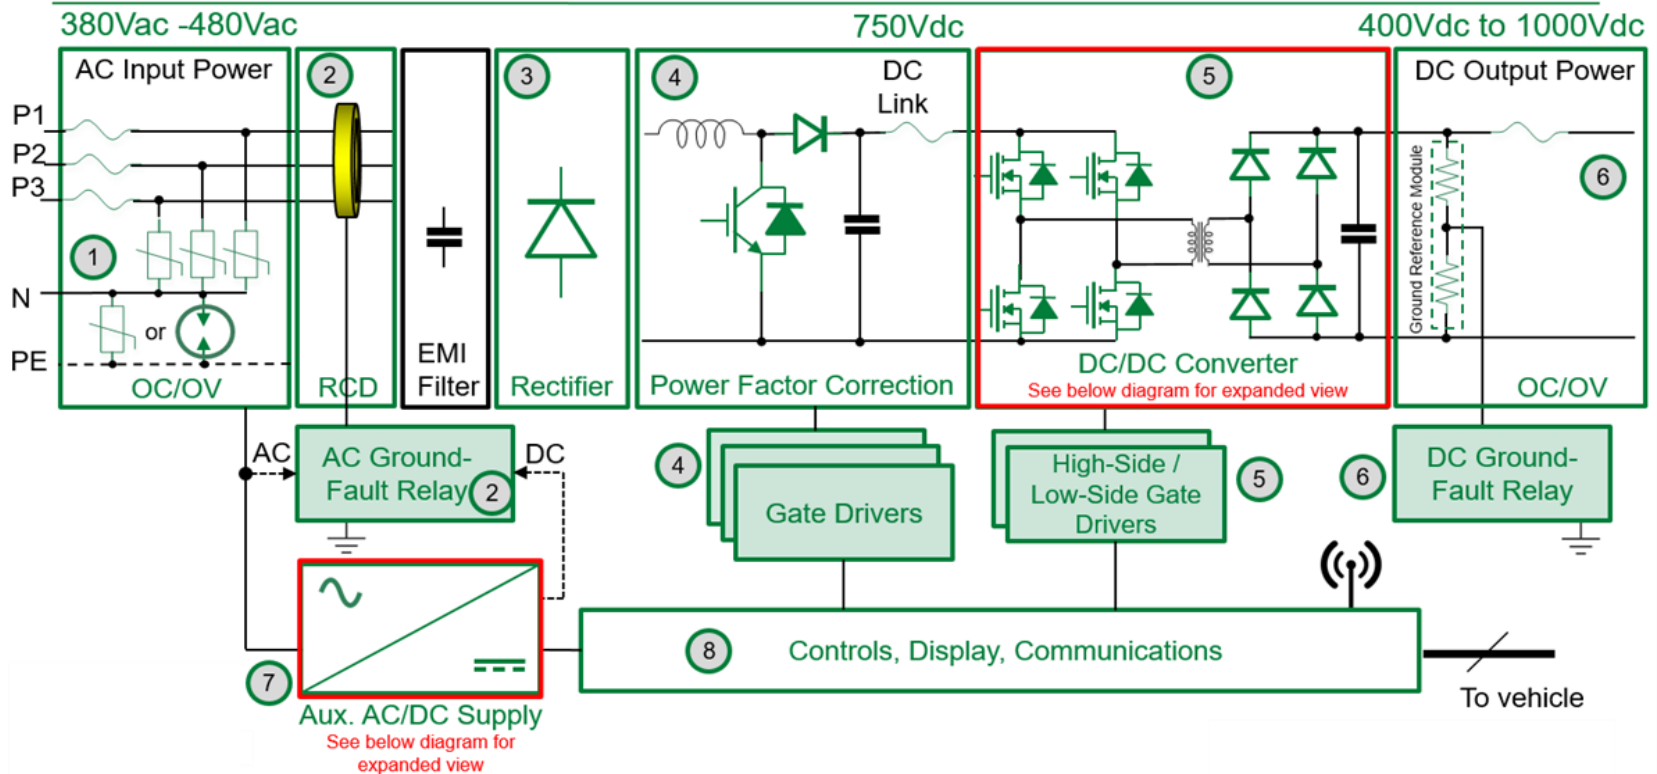 380Vac -480Vac
750Vdc
400Vdc to 1000Vdc
AC Input Power
2
3
4
DC
Link
5
DC Output Power
P1
P2
P3
1
N
or
PE
OC/OV
RCD
EMI
Filter
Rectifier
Power Factor Correction
DC/DC Converter
See below diagram for expanded view
Ground Reference Module
6
OC/OV
AC
AC Ground-
Fault Relay
2
DC
4
Gate Drivers
High-Side /
Low-Side Gate
Drivers
5
6
DC Ground-
Fault Relay
7
Aux. AC/DC Supply
See below diagram for
expanded view
8
Controls, Display, Communications
To vehicle